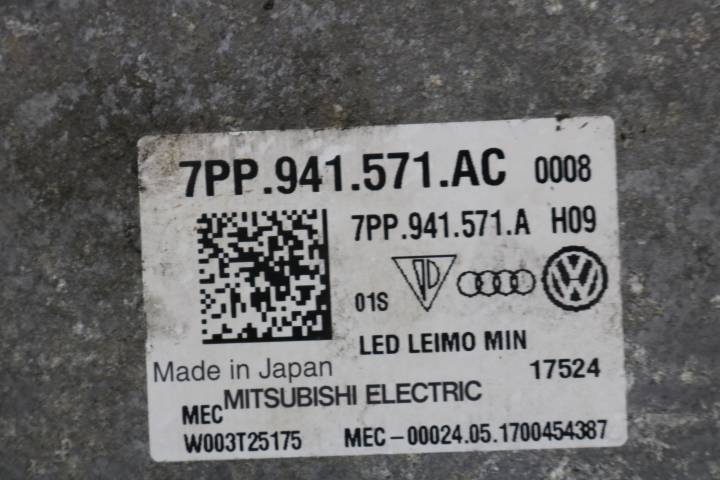 7PP.941.571.AC 0008
7PP.941.571.A H09
01S
LED LEIMO MIN
Made in Japan 17524
MEC MITSUBISHI ELECTRIC
W003T25175 MEC-00024.05.1700454387